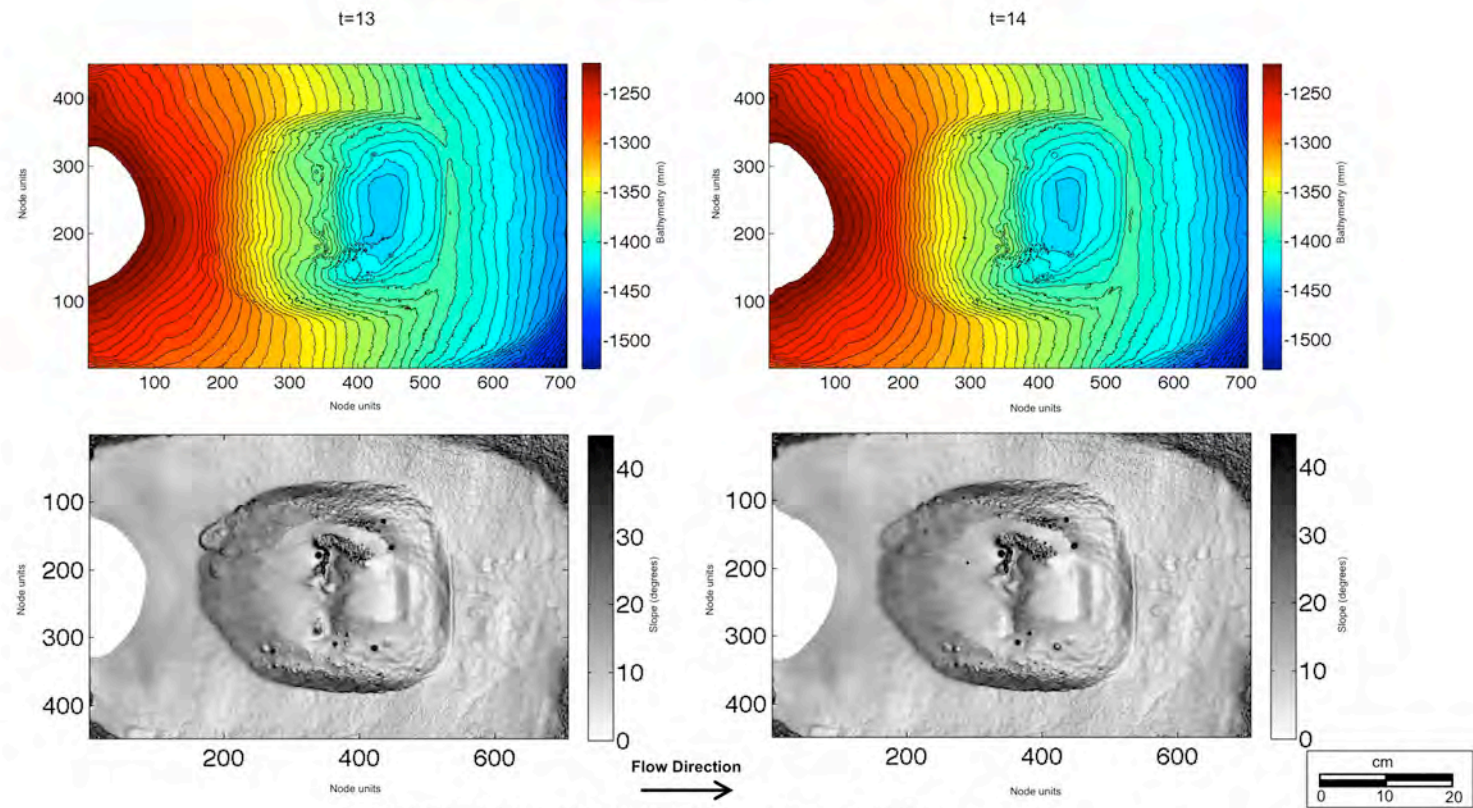 t=13
t=14
400
300
200
100
Node units
100 200 300 400 500 600 700
Node units
-1250
-1300
-1350
-1400
-1450
-1500
Bathymetry (mm)
400
300
200
100
Node units
100 200 300 400 500 600 700
Node units
-1250
-1300
-1350
-1400
-1450
-1500
Bathymetry (mm)
100
200
300
400
Node units
200 400 600
Node units
40
30
20
10
0
Slope (degrees)
100
200
300
400
Node units
200 400 600
Node units
40
30
20
10
0
Slope (degrees)
Flow Direction
cm
0 10 20